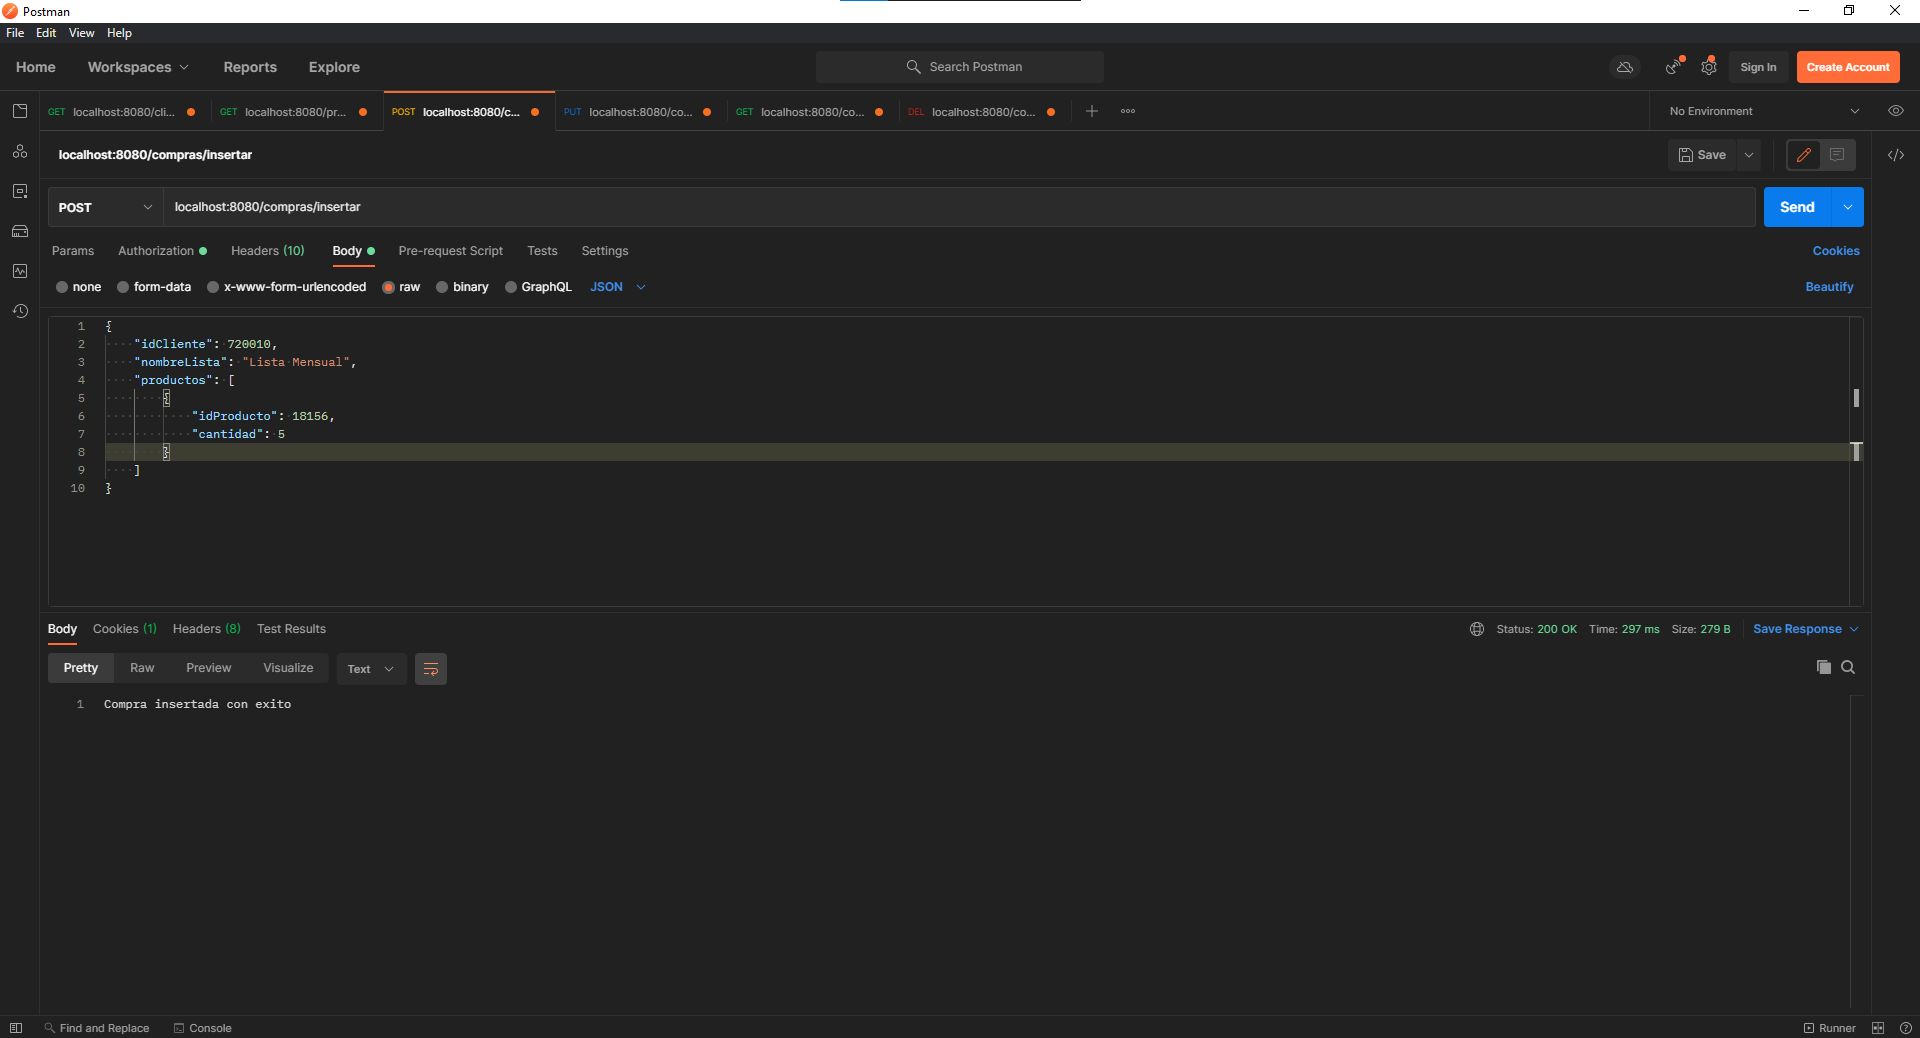 Postman
File Edit View Help
Home Workspaces Reports Explore Search Postman Sign In Create Account
GET localhost:8080/cli... GET localhost:8080/pr... POST localhost:8080/c... PUT localhost:8080/co... GET localhost:8080/co... DEL localhost:8080/co... No Environment
localhost:8080/compras/insertar Save
POST localhost:8080/compras/insertar Send
Params Authorization Headers (10) Body Pre-request Script Tests Settings Cookies
none form-data x-www-form-urlencoded raw binary GraphQL JSON Beautify
1 {
2 "idCliente": 720010,
3 "nombreLista": "Lista Mensual",
4 "productos": [
5 {
6 "idProducto": 18156,
7 "cantidad": 5
8 }
9 ]
10 }
Body Cookies (1) Headers (8) Test Results Status: 200 OK Time: 297 ms Size: 279 B Save Response
Pretty Raw Preview Visualize Text
1 Compra insertada con exito
Find and Replace Console Runner